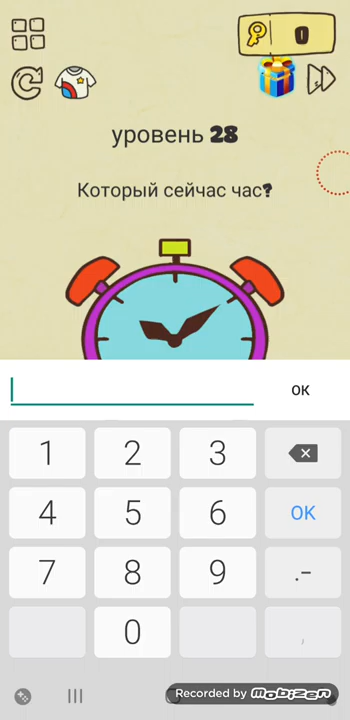 0
уровень 28
Который сейчас час?
ОК
1 2 3
4 5 6 OK
7 8 9 .-
0 ,
Recorded by Mobizen